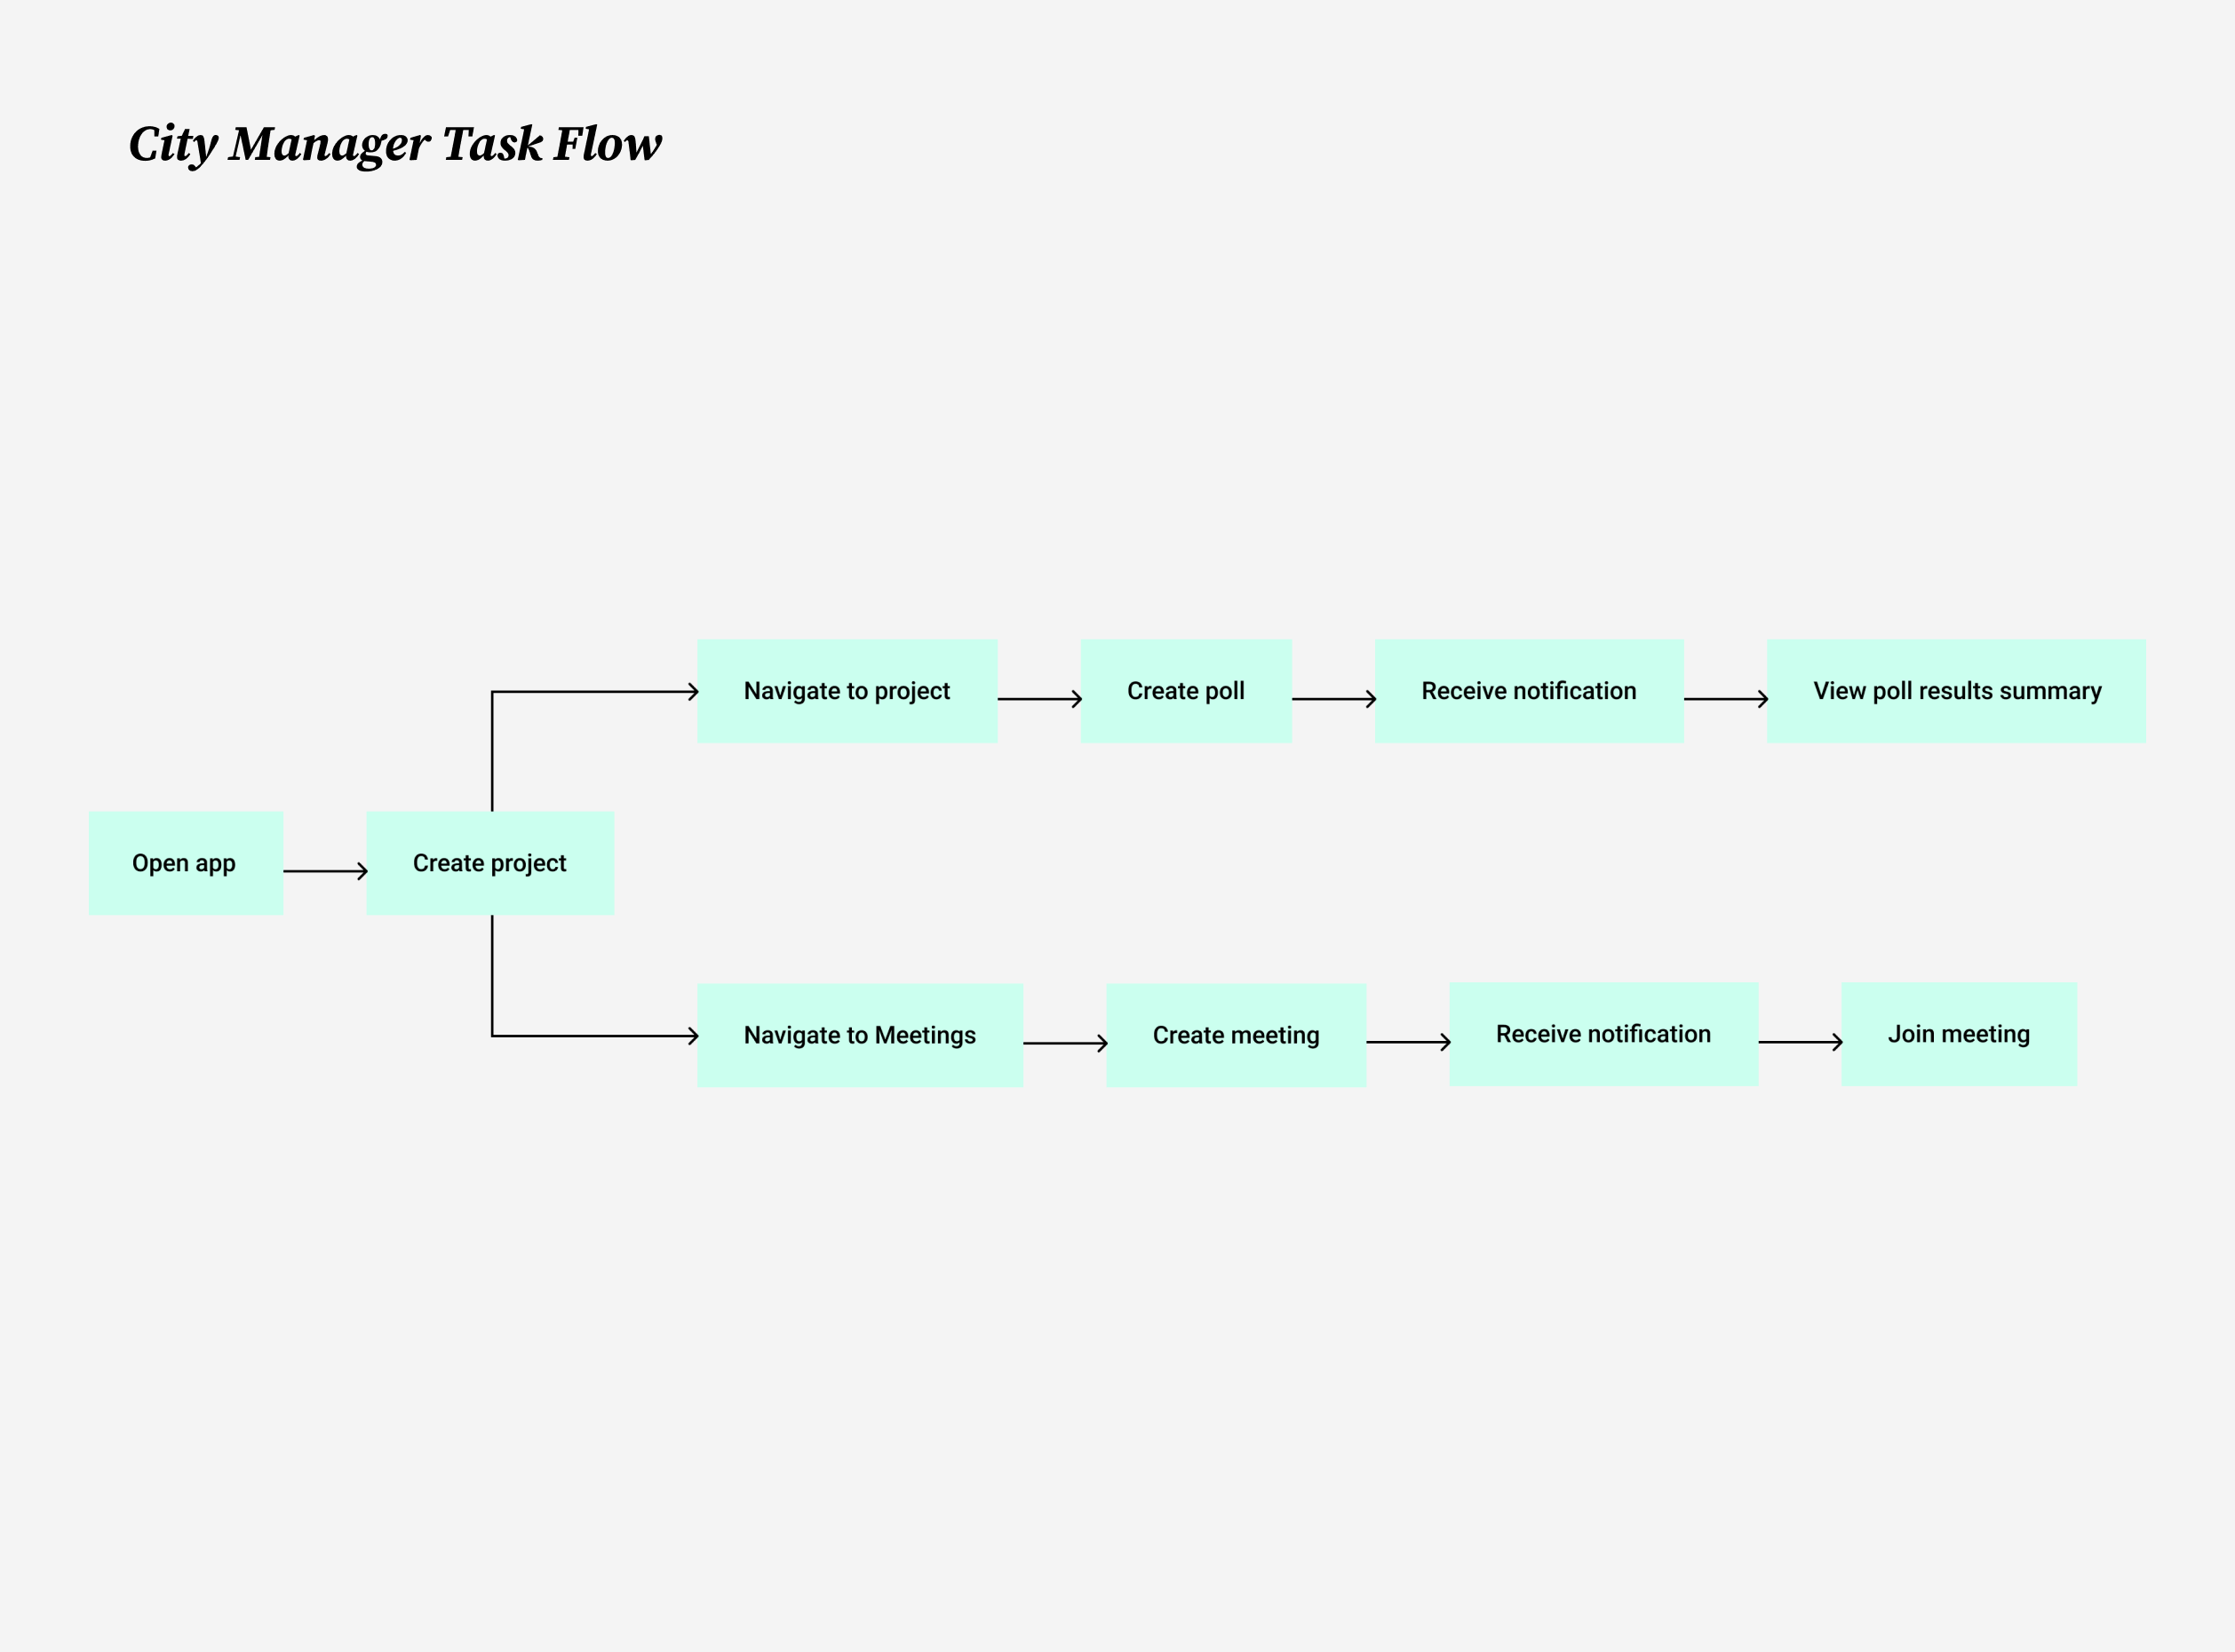 City Manager Task Flow
Navigate to project
Create poll
Receive notification
View poll results summary
Open app
Create project
Navigate to Meetings
Create meeting
Receive notification
Join meeting